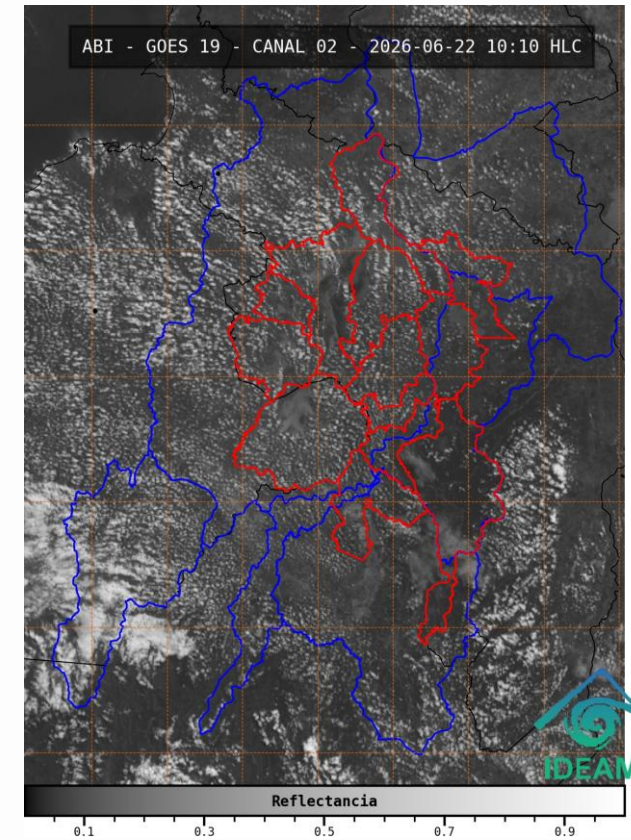 ABI - GOES 19 - CANAL 02 - 2026-06-22 10:10 HLC
IDEAM
Reflectancia
0.1 0.3 0.5 0.7 0.9